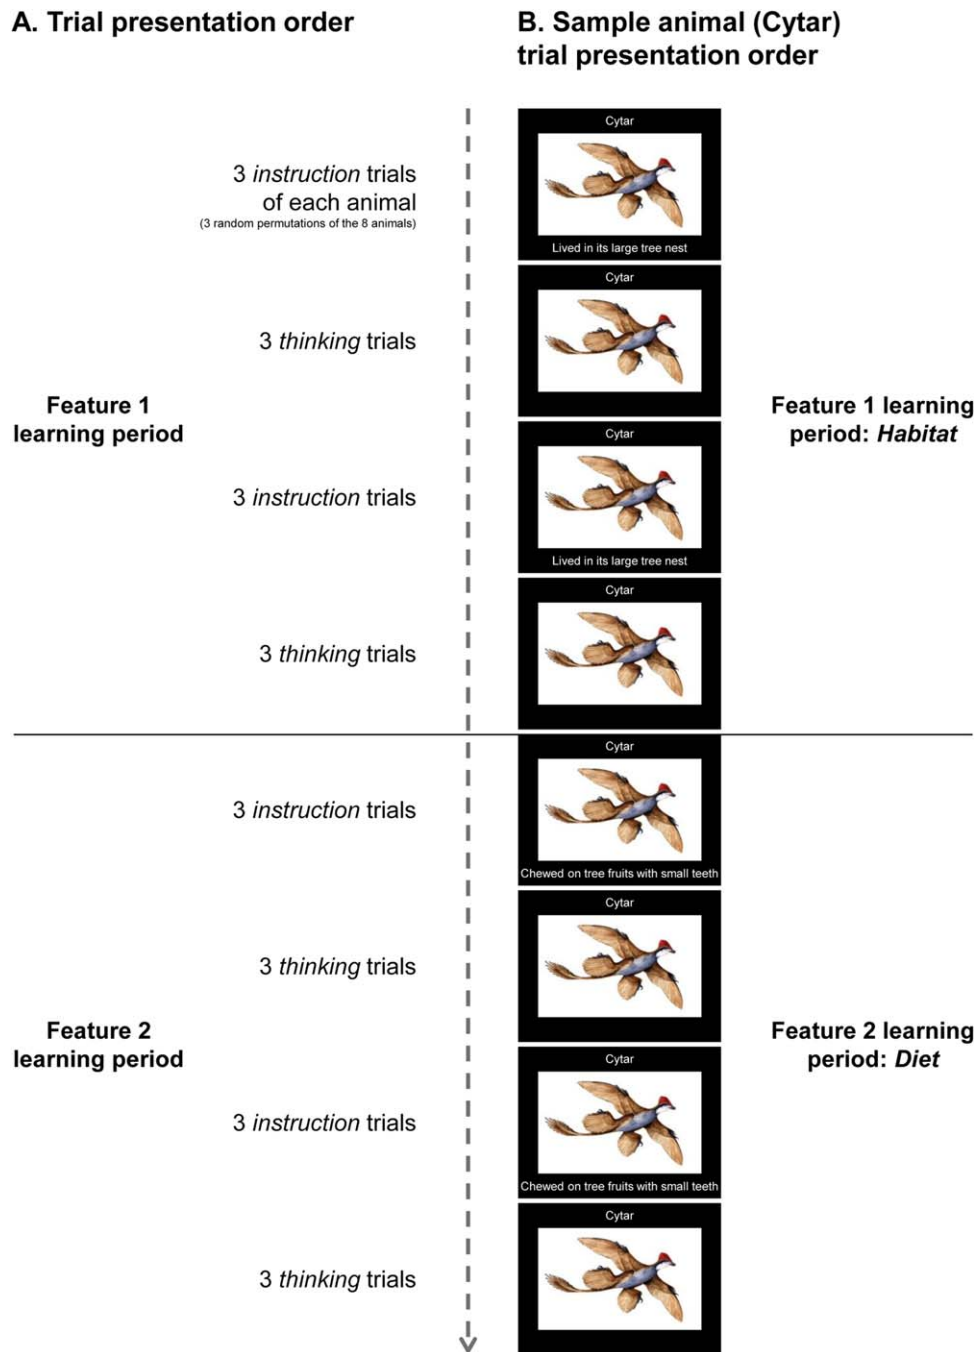 A. Trial presentation order
B. Sample animal (Cytar)
trial presentation order
3 instruction trials
of each animal
(3 random permutations of the 8 animals)
Cytar
Lived in its large tree nest
3 thinking trials
Cytar
Feature 1
learning period
Feature 1 learning
period: Habitat
3 instruction trials
Cytar
Lived in its large tree nest
3 thinking trials
Cytar
3 instruction trials
Cytar
Chewed on tree fruits with small teeth
3 thinking trials
Cytar
Feature 2
learning period
Feature 2 learning
period: Diet
3 instruction trials
Cytar
Chewed on tree fruits with small teeth
3 thinking trials
Cytar